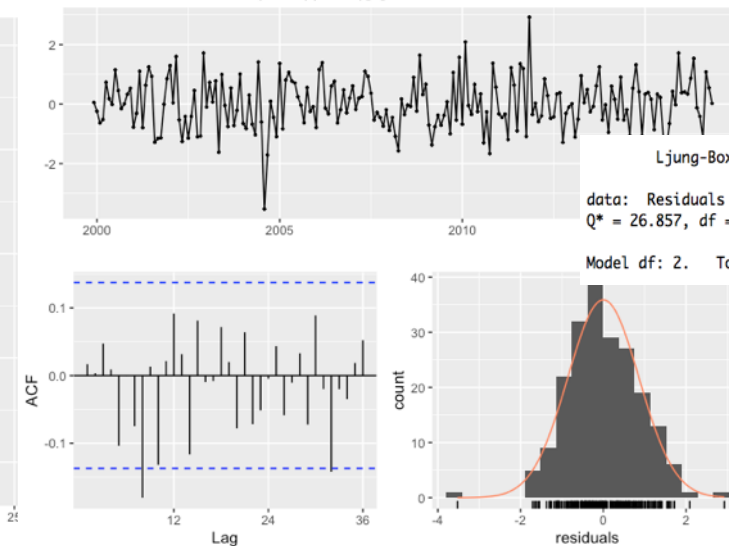 2
0
-2
2000
2005
2010
Ljung-Box
data: Residuals
Q* = 26.857, df =
Model df: 2. To
0.1
0.0
-0.1
ACF
12
24
36
Lag
40
30
20
10
0
count
-4
-2
0
2
residuals